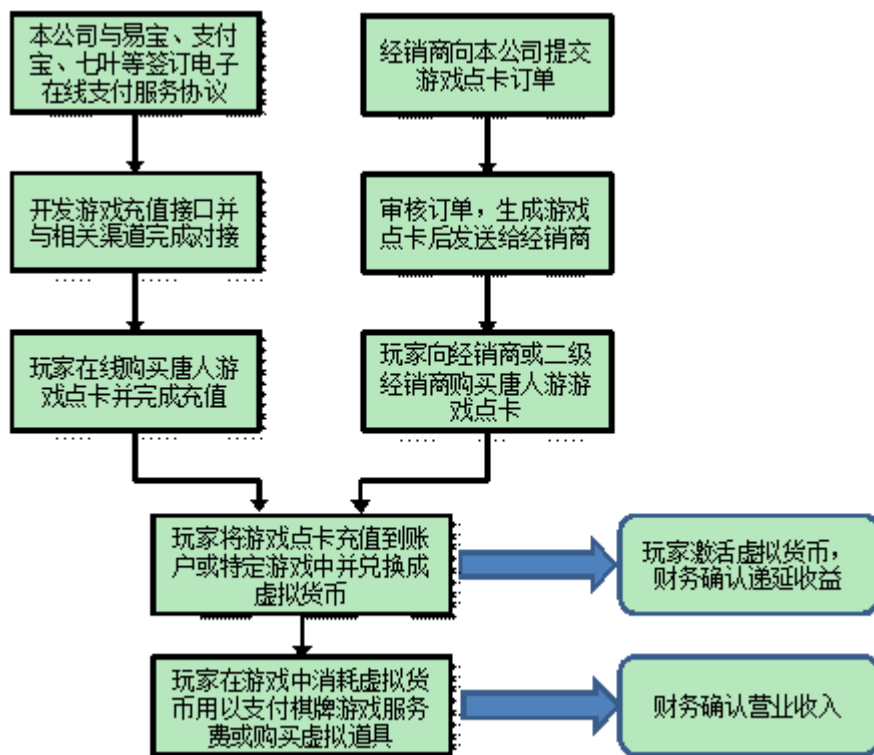 本公司与易宝、支付
宝、七叶等签订电子
在线支付服务协议
经销商向本公司提交
游戏点卡订单
开发游戏充值接口并
与相关渠道完成对接
审核订单，生成游戏
点卡后发送给经销商
玩家在线购买唐人游
戏点卡并完成充值
玩家向经销商或二级
经销商购买唐人游游
戏点卡
玩家将游戏点卡充值到账
户或特定游戏中并兑换成
虚拟货币
玩家激活虚拟货币，
财务确认递延收益
玩家在游戏中消耗虚拟货
币用以支付棋牌游戏服务
费或购买虚拟道具
财务确认营业收入